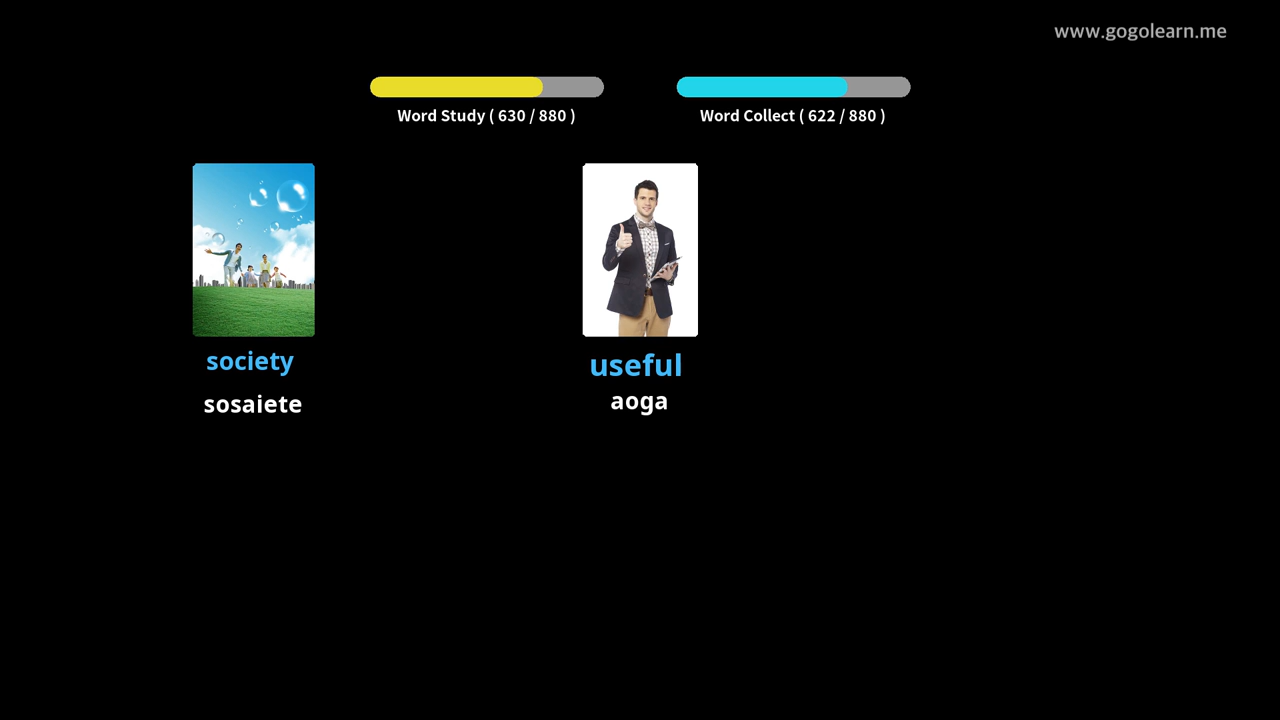 www.gogolearn.me
Word Study ( 630 / 880 )
Word Collect ( 622 / 880 )
society
sosaiete
useful
aoga